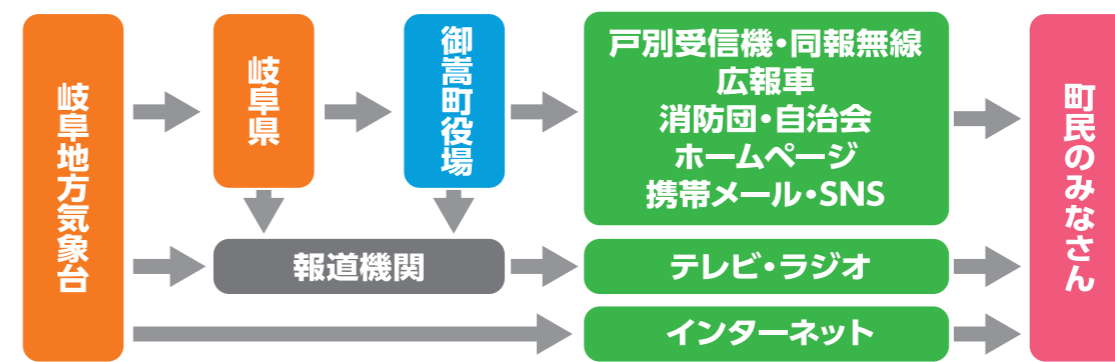 岐阜地方気象台
岐阜県
御嵩町役場
戸別受信機・同報無線
広報車
消防団・自治会
ホームページ
携帯メール・SNS
報道機関
テレビ・ラジオ
インターネット
町民のみなさん